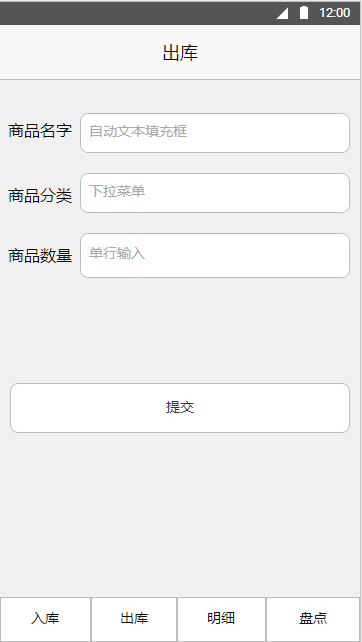 12:00
出库
商品名字 自动文本填充框
商品分类 下拉菜单
商品数量 单行输入
提交
入库 出库 明细 盘点